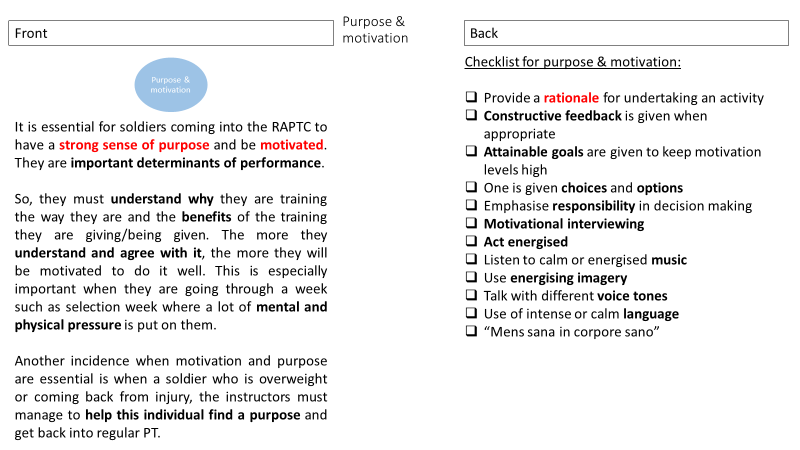 Front
Purpose &
motivation
It is essential for soldiers coming into the RAPTC to
have a strong sense of purpose and be motivated.
They are important determinants of performance.
So, they must understand why they are training
the way they are and the benefits of the training
they are giving/being given. The more they
understand and agree with it, the more they will
be motivated to do it well. This is especially
important when they are going through a week
such as selection week where a lot of mental and
physical pressure is put on them.
Another incidence when motivation and purpose
are essential is when a soldier who is overweight
or coming back from injury, the instructors must
manage to help this individual find a purpose and
get back into regular PT.
Purpose &
motivation
Back
Checklist for purpose & motivation:
Provide a rationale for undertaking an activity
Constructive feedback is given when
appropriate
Attainable goals are given to keep motivation
levels high
One is given choices and options
Emphasise responsibility in decision making
Motivational interviewing
Act energised
Listen to calm or energised music
Use energising imagery
Talk with different voice tones
Use of intense or calm language
“Mens sana in corpore sano”